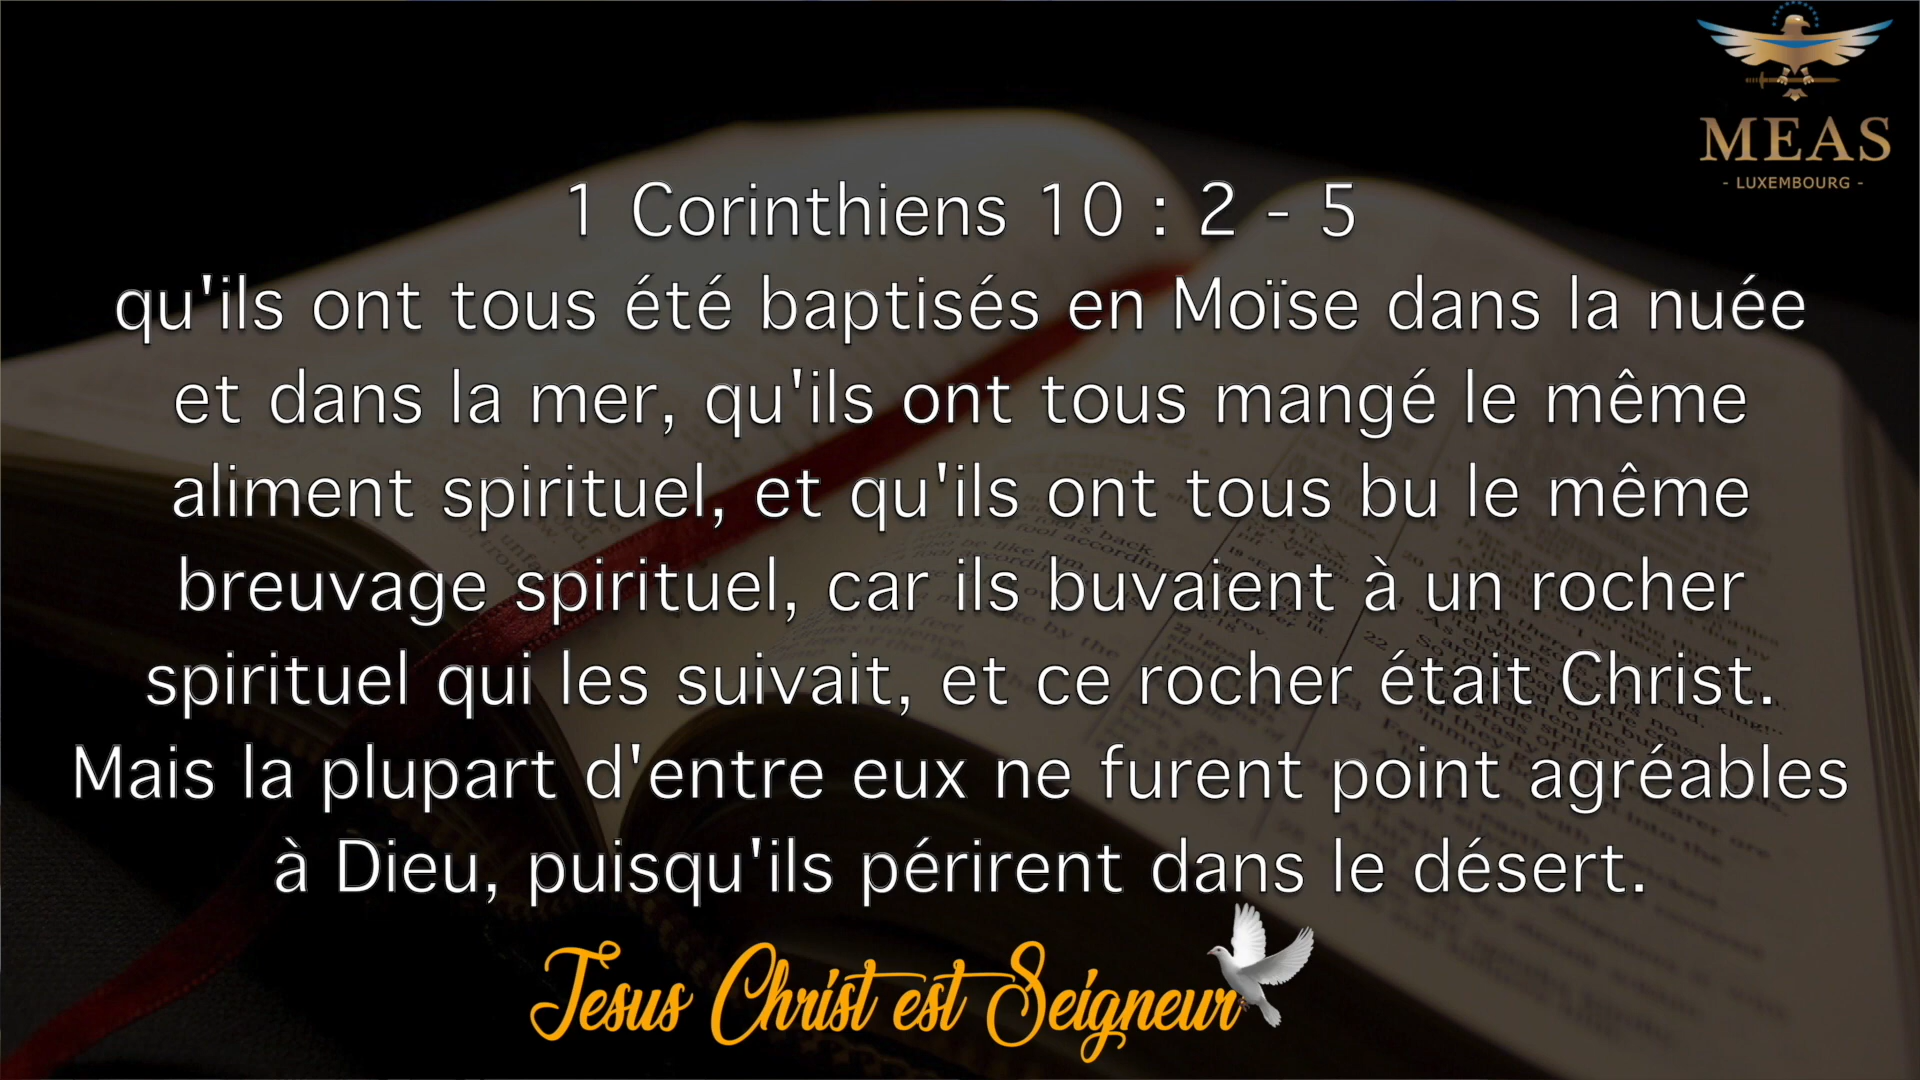 MEAS
- LUXEMBOURG -
1 Corinthiens 10 : 2 - 5
qu'ils ont tous été baptisés en Moïse dans la nuée
et dans la mer, qu'ils ont tous mangé le même
aliment spirituel, et qu'ils ont tous bu le même
breuvage spirituel, car ils buvaient à un rocher
spirituel qui les suivait, et ce rocher était Christ.
Mais la plupart d'entre eux ne furent point agréables
à Dieu, puisqu'ils périrent dans le désert.
Jesus Christ est Seigneur